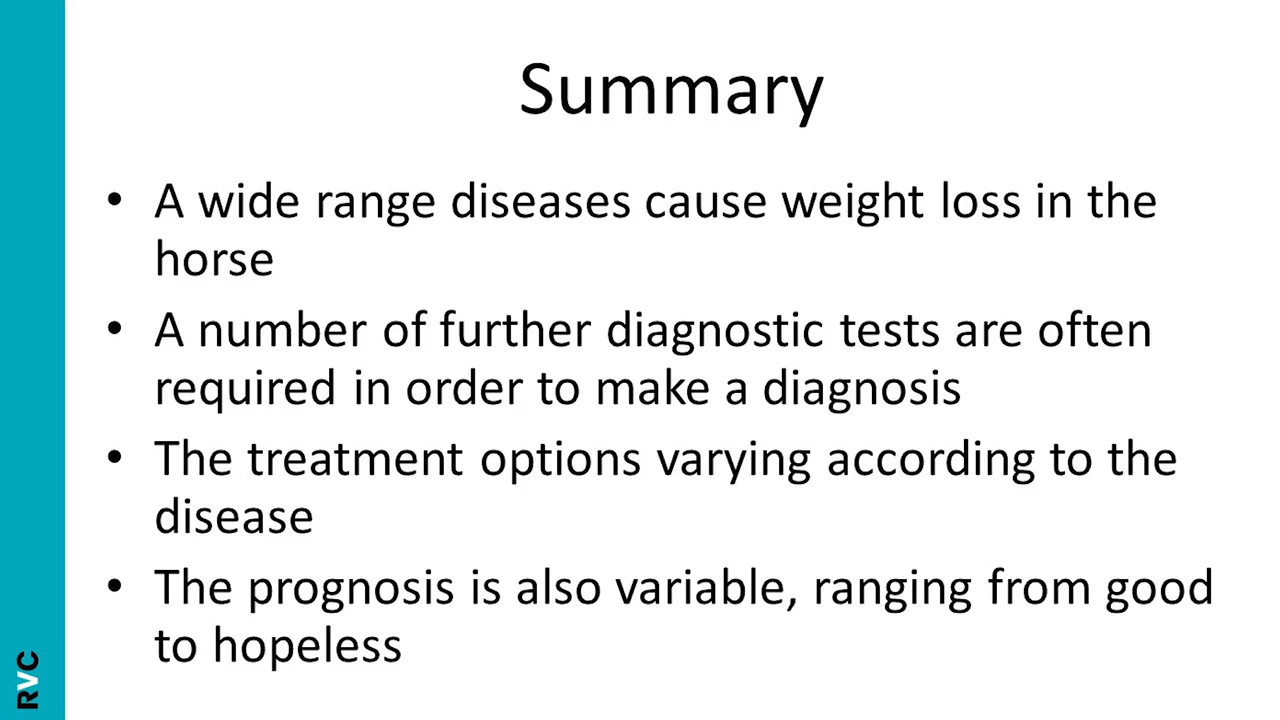 Summary
• A wide range diseases cause weight loss in the
horse
• A number of further diagnostic tests are often
required in order to make a diagnosis
• The treatment options varying according to the
disease
• The prognosis is also variable, ranging from good
to hopeless
RVC